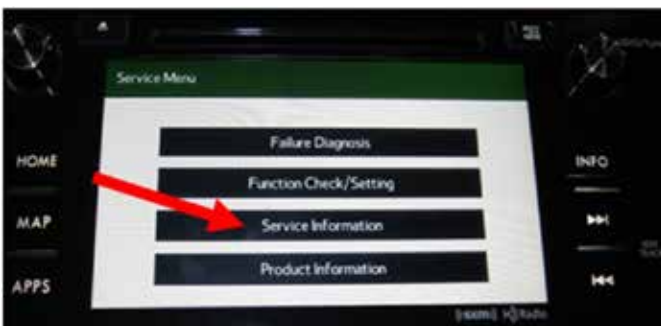 Service Menu
Failure Diagnosis
HOME
INFO
Function Check/Setting
MAP
Service Information
Product Information
APPS